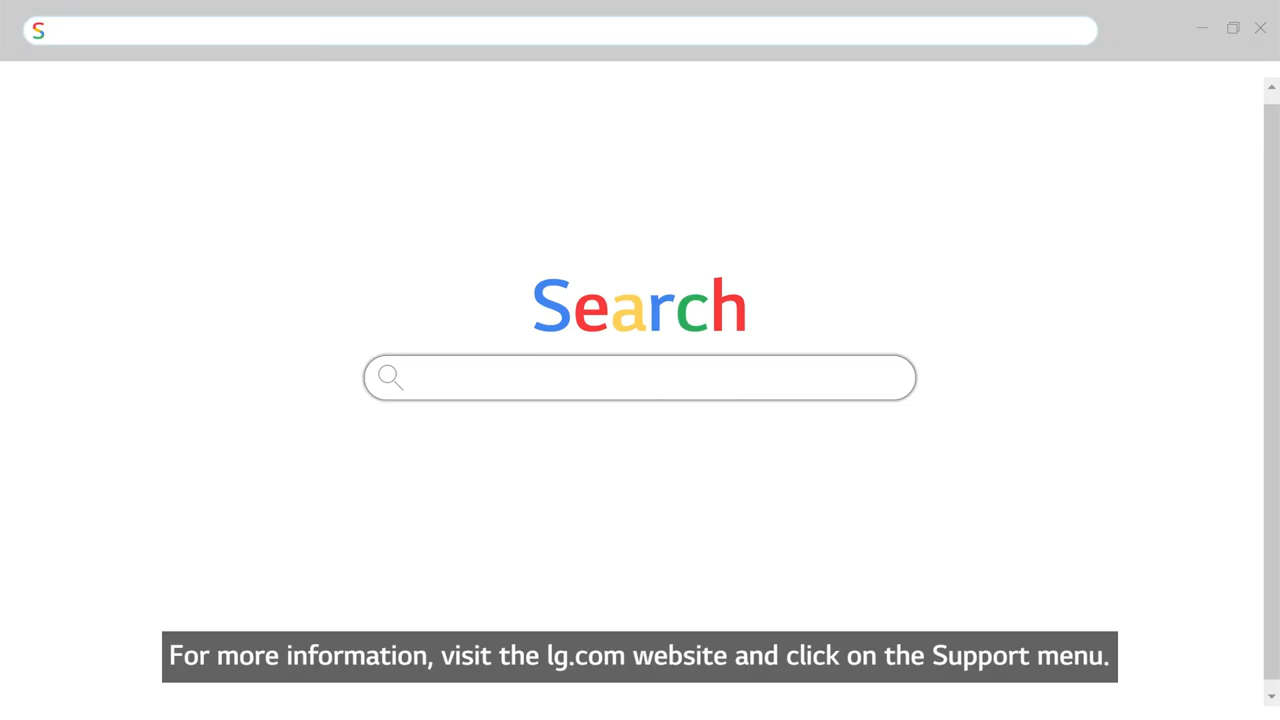 S
Search
For more information, visit the lg.com website and click on the Support menu.